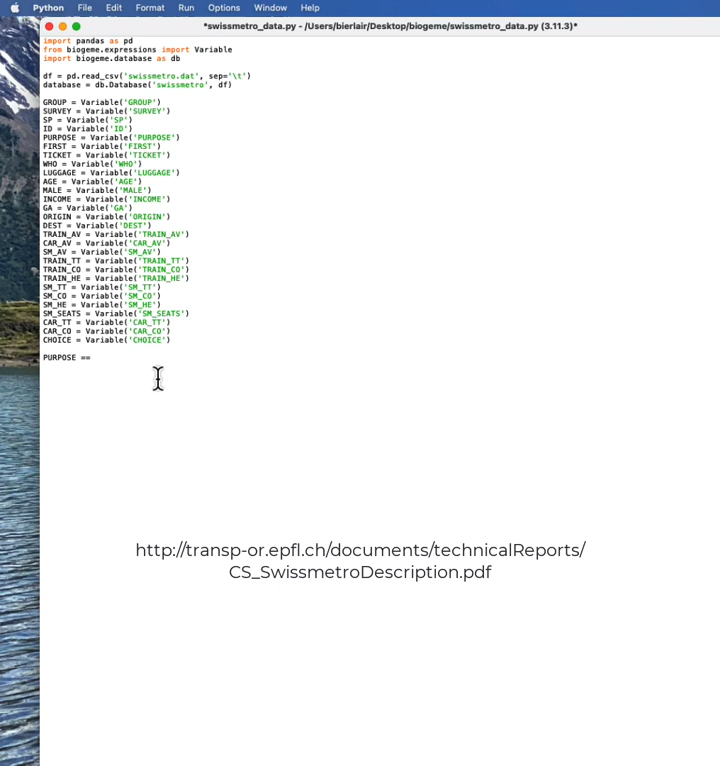 Python File Edit Format Run Options Window Help
*swissmetro_data.py - /Users/bierlair/Desktop/biogeme/swissmetro_data.py (3.11.3)*
import pandas as pd
from biogeme.expressions import Variable
import biogeme.database as db
df = pd.read_csv('swissmetro.dat', sep='\t')
database = db.Database('swissmetro', df)
GROUP = Variable('GROUP')
SURVEY = Variable('SURVEY')
SP = Variable('SP')
ID = Variable('ID')
PURPOSE = Variable('PURPOSE')
FIRST = Variable('FIRST')
TICKET = Variable('TICKET')
WHO = Variable('WHO')
LUGGAGE = Variable('LUGGAGE')
AGE = Variable('AGE')
MALE = Variable('MALE')
INCOME = Variable('INCOME')
GA = Variable('GA')
ORIGIN = Variable('ORIGIN')
DEST = Variable('DEST')
TRAIN_AV = Variable('TRAIN_AV')
CAR_AV = Variable('CAR_AV')
SM_AV = Variable('SM_AV')
TRAIN_TT = Variable('TRAIN_TT')
TRAIN_CO = Variable('TRAIN_CO')
TRAIN_HE = Variable('TRAIN_HE')
SM_TT = Variable('SM_TT')
SM_CO = Variable('SM_CO')
SM_HE = Variable('SM_HE')
SM_SEATS = Variable('SM_SEATS')
CAR_TT = Variable('CAR_TT')
CAR_CO = Variable('CAR_CO')
CHOICE = Variable('CHOICE')
PURPOSE ==
http://transp-or.epfl.ch/documents/technicalReports/
CS_SwissmetroDescription.pdf